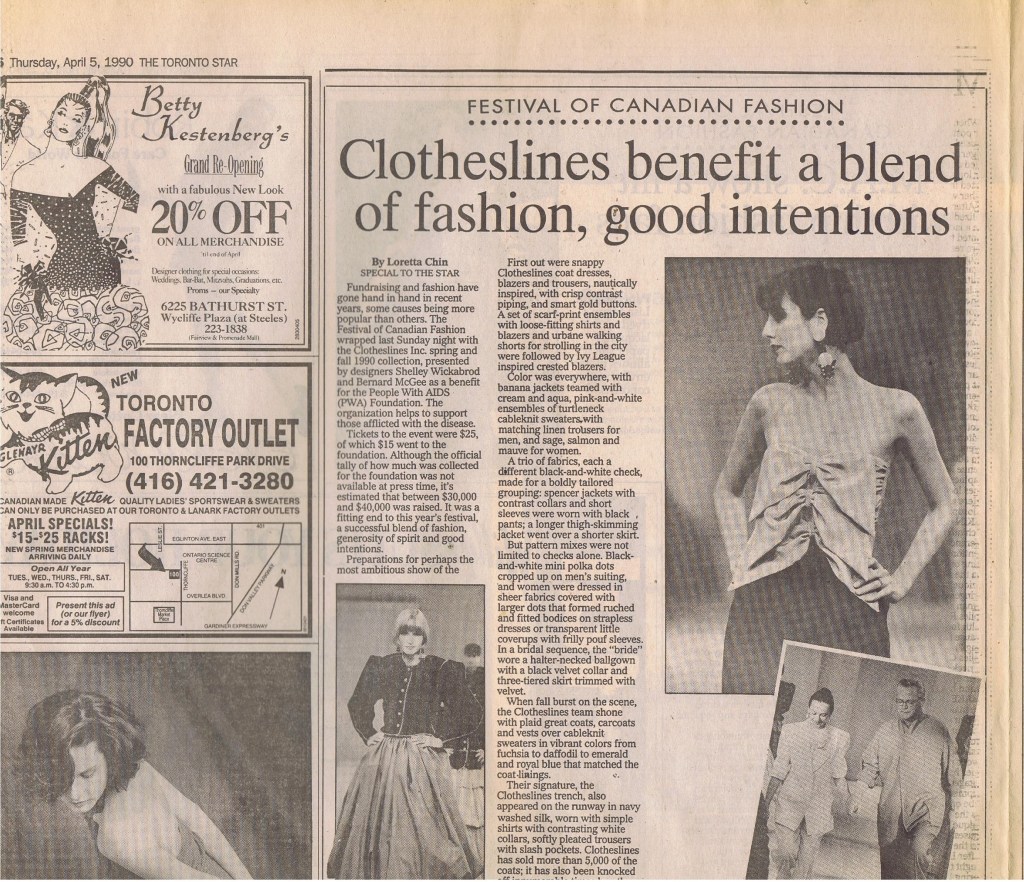 Thursday, April 5, 1990 THE TORONTO STAR
Betty
Kestenberg's
Grand Re-Opening
with a fabulous New Look
20% OFF
ON ALL MERCHANDISE
'til end of April
Designer clothing for special occasions:
Weddings, Bar-Bat, Mitzvahs, Graduations, etc.
Proms – our Specialty
6225 BATHURST ST.
Wycliffe Plaza (at Steeles)
223-1838
(Fairview & Promenade Mall)
NEW
TORONTO
FACTORY OUTLET
GLENAYR
Kitten
®
100 THORNCLIFFE PARK DRIVE
(416) 421-3280
CANADIAN MADE Kitten QUALITY LADIES' SPORTSWEAR & SWEATERS
CAN ONLY BE PURCHASED AT OUR TORONTO & LANARK FACTORY OUTLETS
APRIL SPECIALS!
$15-$25 RACKS!
NEW SPRING MERCHANDISE
ARRIVING DAILY
Open All Year
TUES., WED., THURS., FRI., SAT.
9:30 a.m. TO 4:30 p.m.
Visa and
MasterCard
welcome
Certificates
Available
Present this ad
(or our flyer)
for a 5% discount
401
LESLIE ST.
EGLINTON AVE. EAST
ONTARIO SCIENCE
CENTRE
DON MILLS RD.
THORNCLIFFE
100
OVERLEA BLVD.
DON VALLEY PARKWAY
N
Thorncliffe
Market
Place
GARDINER EXPRESSWAY
FESTIVAL OF CANADIAN FASHION
Clotheslines benefit a blend
of fashion, good intentions
By Loretta Chin
SPECIAL TO THE STAR
Fundraising and fashion have
gone hand in hand in recent
years, some causes being more
popular than others. The
Festival of Canadian Fashion
wrapped last Sunday night with
the Clotheslines Inc. spring and
fall 1990 collection, presented
by designers Shelley Wickabrod
and Bernard McGee as a benefit
for the People With AIDS
(PWA) Foundation. The
organization helps to support
those afflicted with the disease.
Tickets to the event were $25,
of which $15 went to the
foundation. Although the official
tally of how much was collected
for the foundation was not
available at press time, it's
estimated that between $30,000
and $40,000 was raised. It was a
fitting end to this year's festival,
a successful blend of fashion,
generosity of spirit and good
intentions.
Preparations for perhaps the
most ambitious show of the
First out were snappy
Clotheslines coat dresses,
blazers and trousers, nautically
inspired, with crisp contrast
piping, and smart gold buttons.
A set of scarf-print ensembles
with loose-fitting shirts and
blazers and urbane walking
shorts for strolling in the city
were followed by Ivy League
inspired crested blazers.
Color was everywhere, with
banana jackets teamed with
cream and aqua, pink-and-white
ensembles of turtleneck
cableknit sweaters with
matching linen trousers for
men, and sage, salmon and
mauve for women.
A trio of fabrics, each a
different black-and-white check,
made for a boldly tailored
grouping: spencer jackets with
contrast collars and short
sleeves were worn with black
pants; a longer thigh-skimming
jacket went over a shorter skirt.
But pattern mixes were not
limited to checks alone. Black-
and-white mini polka dots
cropped up on men's suiting,
and women were dressed in
sheer fabrics covered with
larger dots that formed ruched
and fitted bodices on strapless
dresses or transparent little
coverups with frilly pouf sleeves.
In a bridal sequence, the "bride"
wore a halter-necked ballgown
with a black velvet collar and
three-tiered skirt trimmed with
velvet.
When fall burst on the scene,
the Clotheslines team shone
with plaid great coats, carcoats
and vests over cableknit
sweaters in vibrant colors from
fuchsia to daffodil to emerald
and royal blue that matched the
coat-linings.
Their signature, the
Clotheslines trench, also
appeared on the runway in navy
washed silk, worn with simple
shirts with contrasting white
collars, softly pleated trousers
with slash pockets. Clotheslines
has sold more than 5,000 of the
coats; it has also been knocked